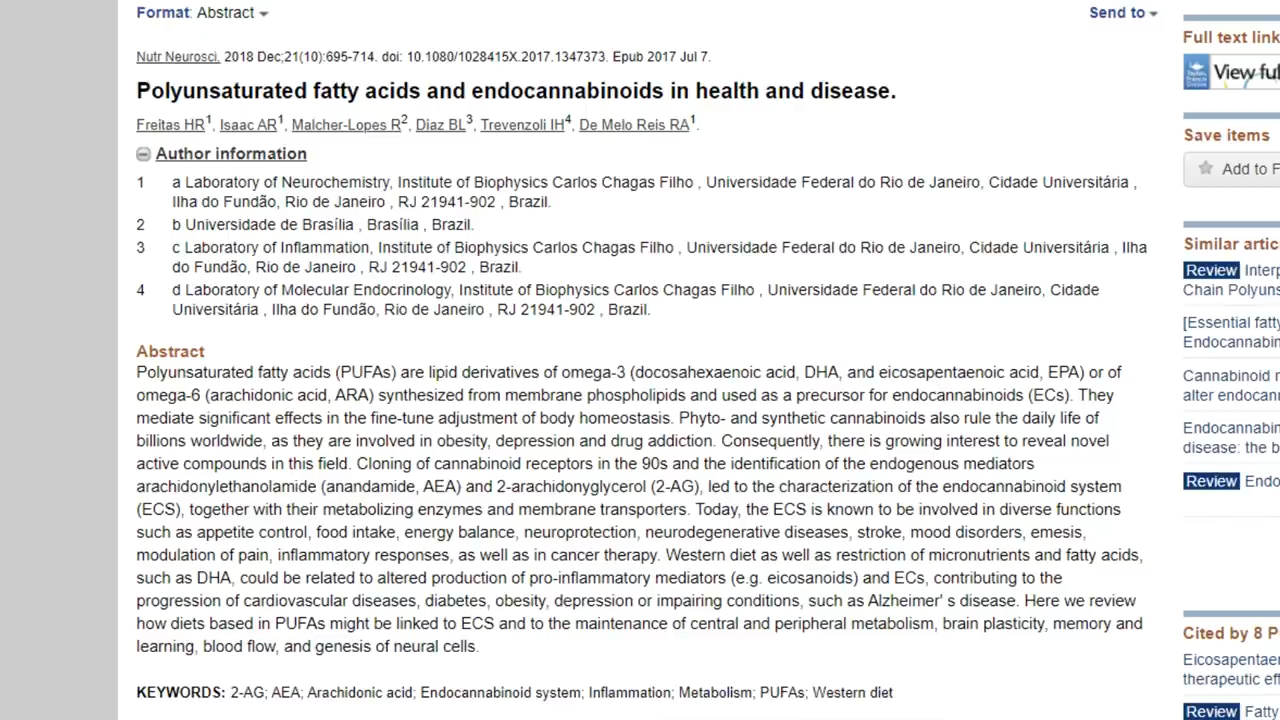 Format: Abstract
Send to
Nutr Neurosci. 2018 Dec;21(10):695-714. doi: 10.1080/1028415X.2017.1347373. Epub 2017 Jul 7.
Polyunsaturated fatty acids and endocannabinoids in health and disease.
Freitas HR1, Isaac AR1, Malcher-Lopes R2, Diaz BL3, Trevenzoli IH4, De Melo Reis RA1.
Author information
1 a Laboratory of Neurochemistry, Institute of Biophysics Carlos Chagas Filho , Universidade Federal do Rio de Janeiro, Cidade Universitária ,
Ilha do Fundão, Rio de Janeiro , RJ 21941-902 , Brazil.
2 b Universidade de Brasília , Brasília , Brazil.
3 c Laboratory of Inflammation, Institute of Biophysics Carlos Chagas Filho , Universidade Federal do Rio de Janeiro, Cidade Universitária , Ilha
do Fundão, Rio de Janeiro , RJ 21941-902 , Brazil.
4 d Laboratory of Molecular Endocrinology, Institute of Biophysics Carlos Chagas Filho , Universidade Federal do Rio de Janeiro, Cidade
Universitária , Ilha do Fundão, Rio de Janeiro , RJ 21941-902 , Brazil.
Abstract
Polyunsaturated fatty acids (PUFAs) are lipid derivatives of omega-3 (docosahexaenoic acid, DHA, and eicosapentaenoic acid, EPA) or of
omega-6 (arachidonic acid, ARA) synthesized from membrane phospholipids and used as a precursor for endocannabinoids (ECs). They
mediate significant effects in the fine-tune adjustment of body homeostasis. Phyto- and synthetic cannabinoids also rule the daily life of
billions worldwide, as they are involved in obesity, depression and drug addiction. Consequently, there is growing interest to reveal novel
active compounds in this field. Cloning of cannabinoid receptors in the 90s and the identification of the endogenous mediators
arachidonylethanolamide (anandamide, AEA) and 2-arachidonyglycerol (2-AG), led to the characterization of the endocannabinoid system
(ECS), together with their metabolizing enzymes and membrane transporters. Today, the ECS is known to be involved in diverse functions
such as appetite control, food intake, energy balance, neuroprotection, neurodegenerative diseases, stroke, mood disorders, emesis,
modulation of pain, inflammatory responses, as well as in cancer therapy. Western diet as well as restriction of micronutrients and fatty acids,
such as DHA, could be related to altered production of pro-inflammatory mediators (e.g. eicosanoids) and ECs, contributing to the
progression of cardiovascular diseases, diabetes, obesity, depression or impairing conditions, such as Alzheimer' s disease. Here we review
how diets based in PUFAs might be linked to ECS and to the maintenance of central and peripheral metabolism, brain plasticity, memory and
learning, blood flow, and genesis of neural cells.
KEYWORDS: 2-AG; AEA; Arachidonic acid; Endocannabinoid system; Inflammation; Metabolism; PUFAs; Western diet
Full text link
View ful
Save items
Add to F
Similar artic
Review Interp
Chain Polyuns
[Essential fatty
Endocannabin
Cannabinoid r
alter endocan
Endocannabin
disease: the b
Review Endo
Cited by 8 P
Eicosapentaer
therapeutic eff
Review Fatty